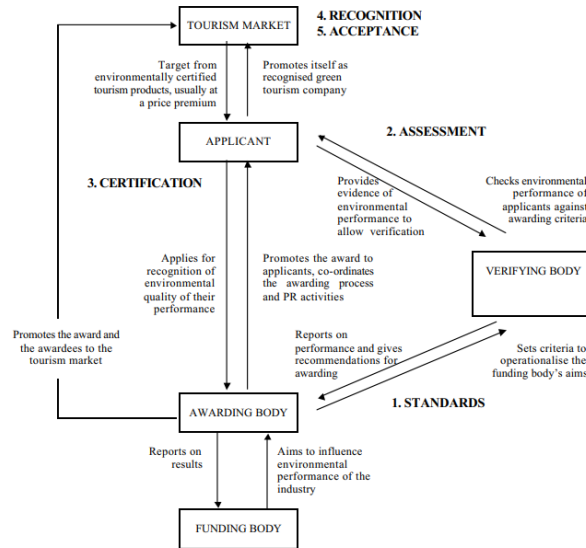 TOURISM MARKET
4. RECOGNITION
5. ACCEPTANCE
Target from
environmentally certified
tourism products, usually at
a price premium
Promotes itself as
recognised green
tourism company
APPLICANT
2. ASSESSMENT
3. CERTIFICATION
Provides
evidence of
environmental
performance to
allow verification
Checks environmental
performance of
applicants against
awarding criteria
Applies for
recognition of
environmental
quality of their
performance
Promotes the award to
applicants, co-ordinates
the awarding process
and PR activities
VERIFYING BODY
Promotes the award and
the awardees to the
tourism market
Reports on
performance and gives
recommendations for
awarding
Sets criteria to
operationalise the
funding body's aims
1. STANDARDS
AWARDING BODY
Reports on
results
Aims to influence
environmental
performance of the
industry
FUNDING BODY